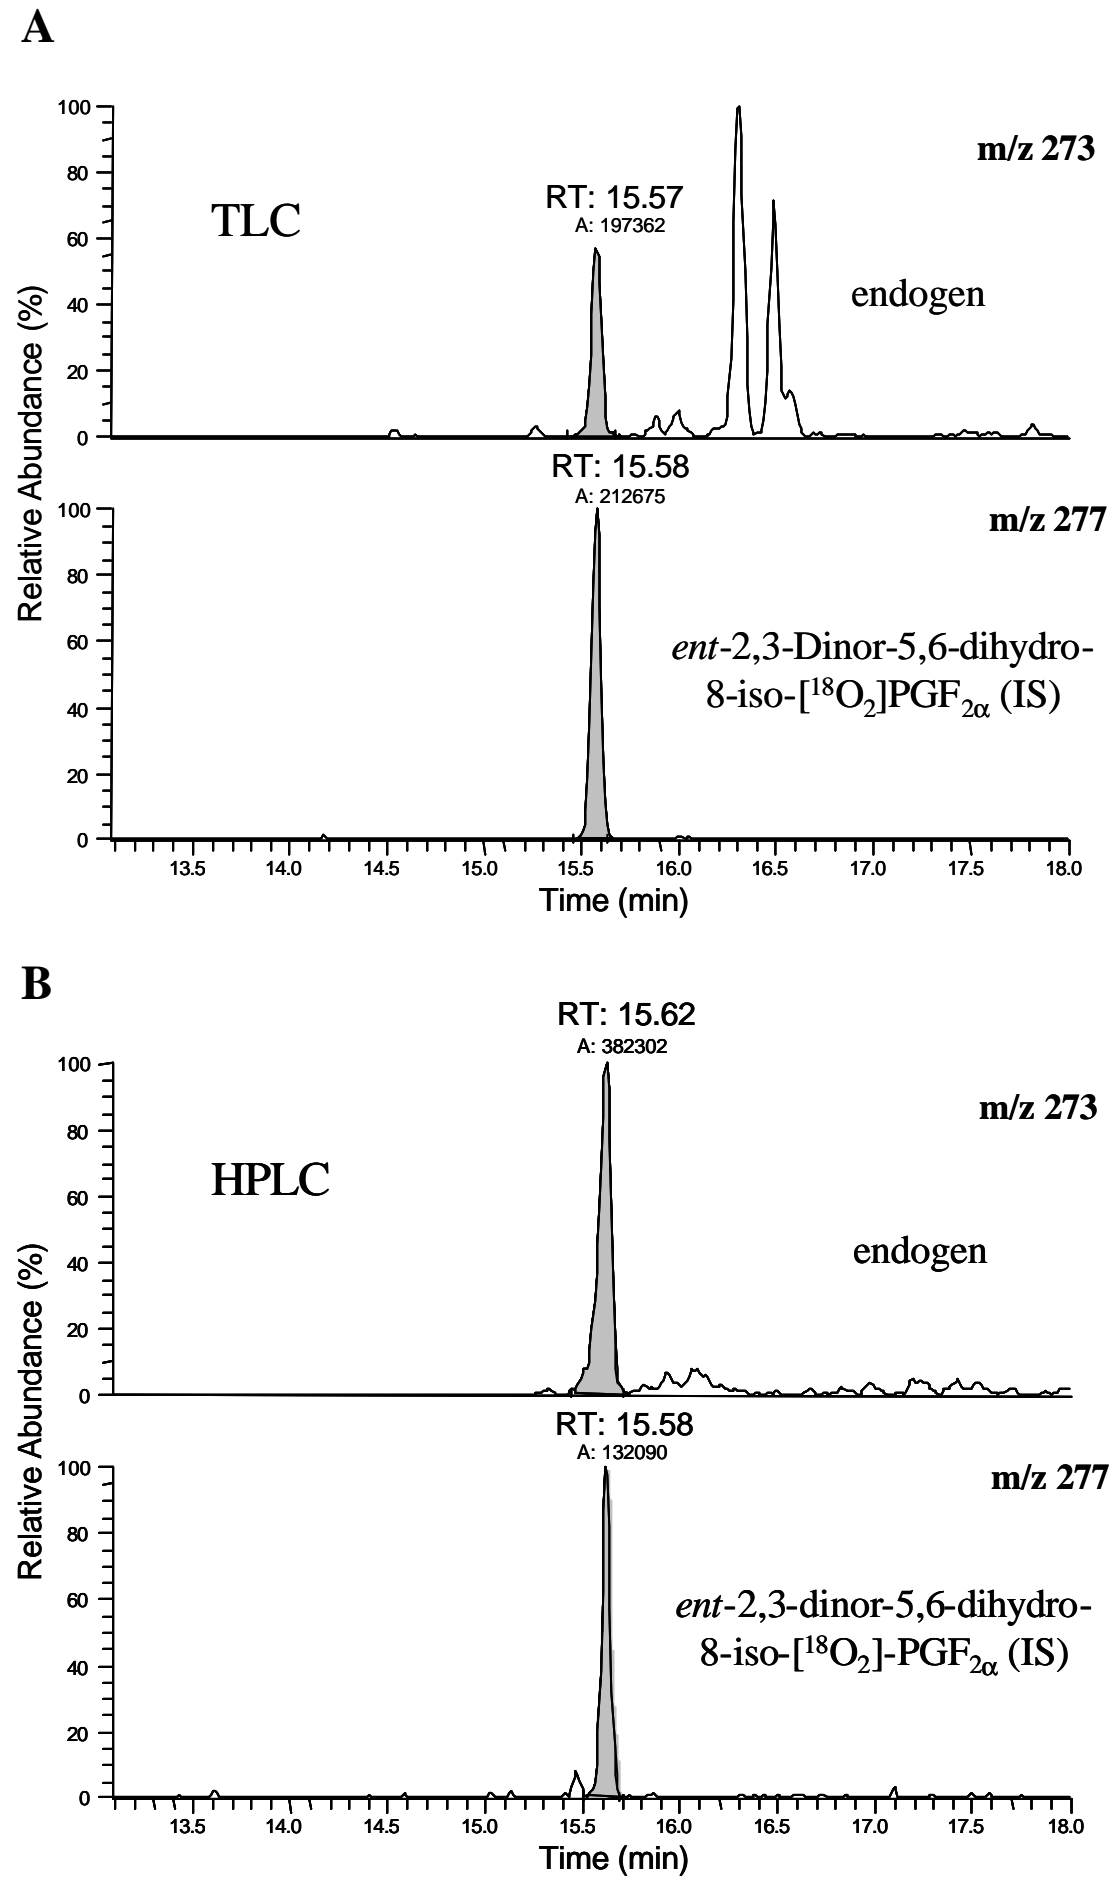 A
100
80
60
40
20
0
TLC
RT: 15.57
A: 197362
m/z 273
endogen
Relative Abundance (%)
RT: 15.58
A: 212675
100
80
60
40
20
0
m/z 277
ent-2,3-Dinor-5,6-dihydro-
8-iso-[¹⁸O₂]PGF₂α (IS)
13.5 14.0 14.5 15.0 15.5 16.0 16.5 17.0 17.5 18.0
Time (min)
B
RT: 15.62
A: 382302
100
80
60
40
20
0
HPLC
m/z 273
endogen
Relative Abundance (%)
RT: 15.58
A: 132090
100
80
60
40
20
0
m/z 277
ent-2,3-dinor-5,6-dihydro-
8-iso-[¹⁸O₂]-PGF₂α (IS)
13.5 14.0 14.5 15.0 15.5 16.0 16.5 17.0 17.5 18.0
Time (min)